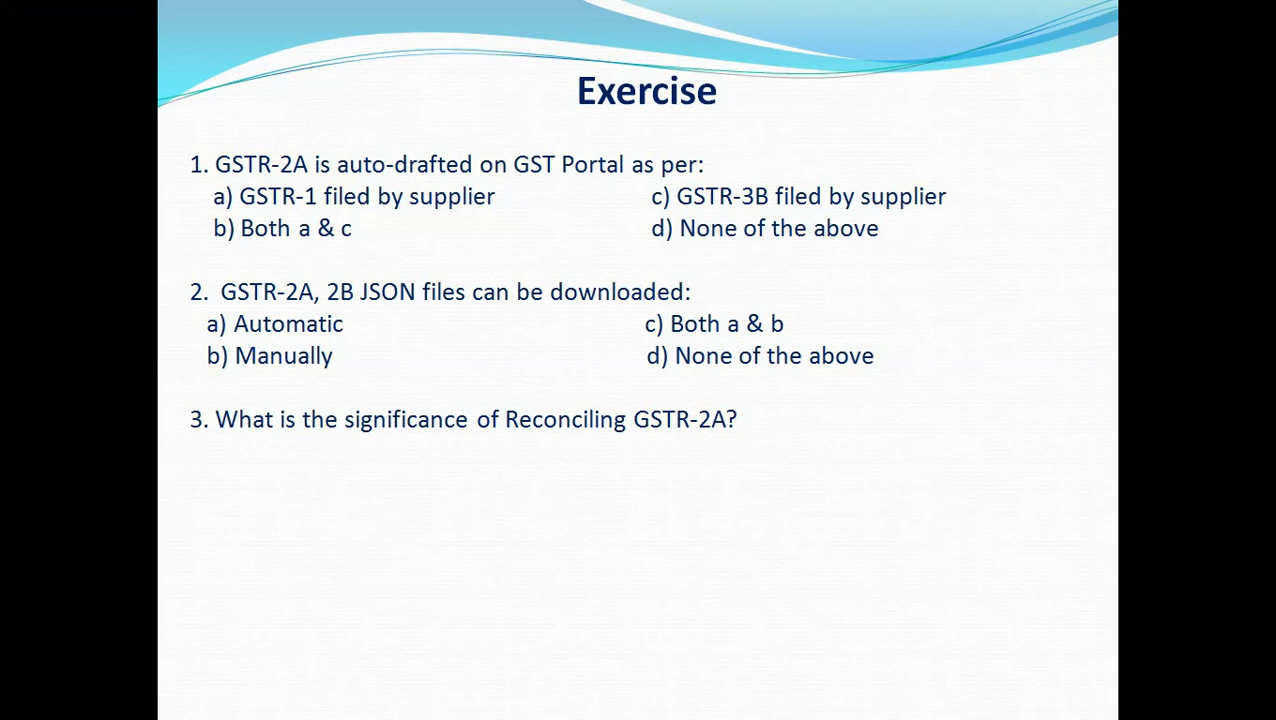 Exercise
1. GSTR-2A is auto-drafted on GST Portal as per:
a) GSTR-1 filed by supplier c) GSTR-3B filed by supplier
b) Both a & c d) None of the above
2. GSTR-2A, 2B JSON files can be downloaded:
a) Automatic c) Both a & b
b) Manually d) None of the above
3. What is the significance of Reconciling GSTR-2A?